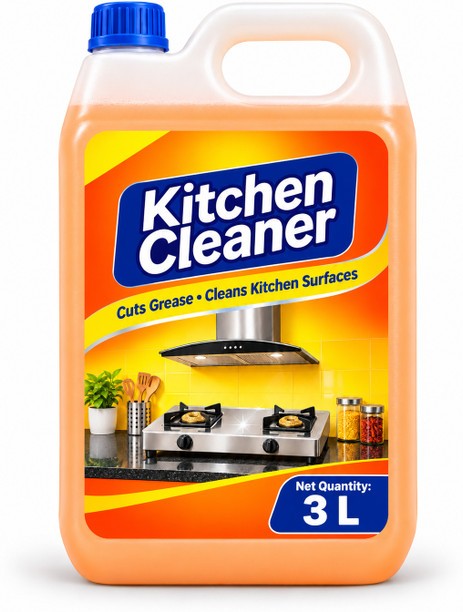 Kitchen
Cleaner
Cuts Grease • Cleans Kitchen Surfaces
Net Quantity:
3 L